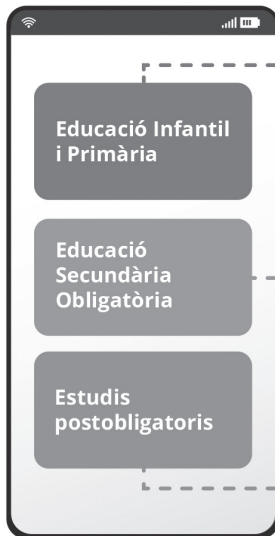 Educació Infantil
i Primària
Educació
Secundària
Obligatòria
Estudis
postobligatoris